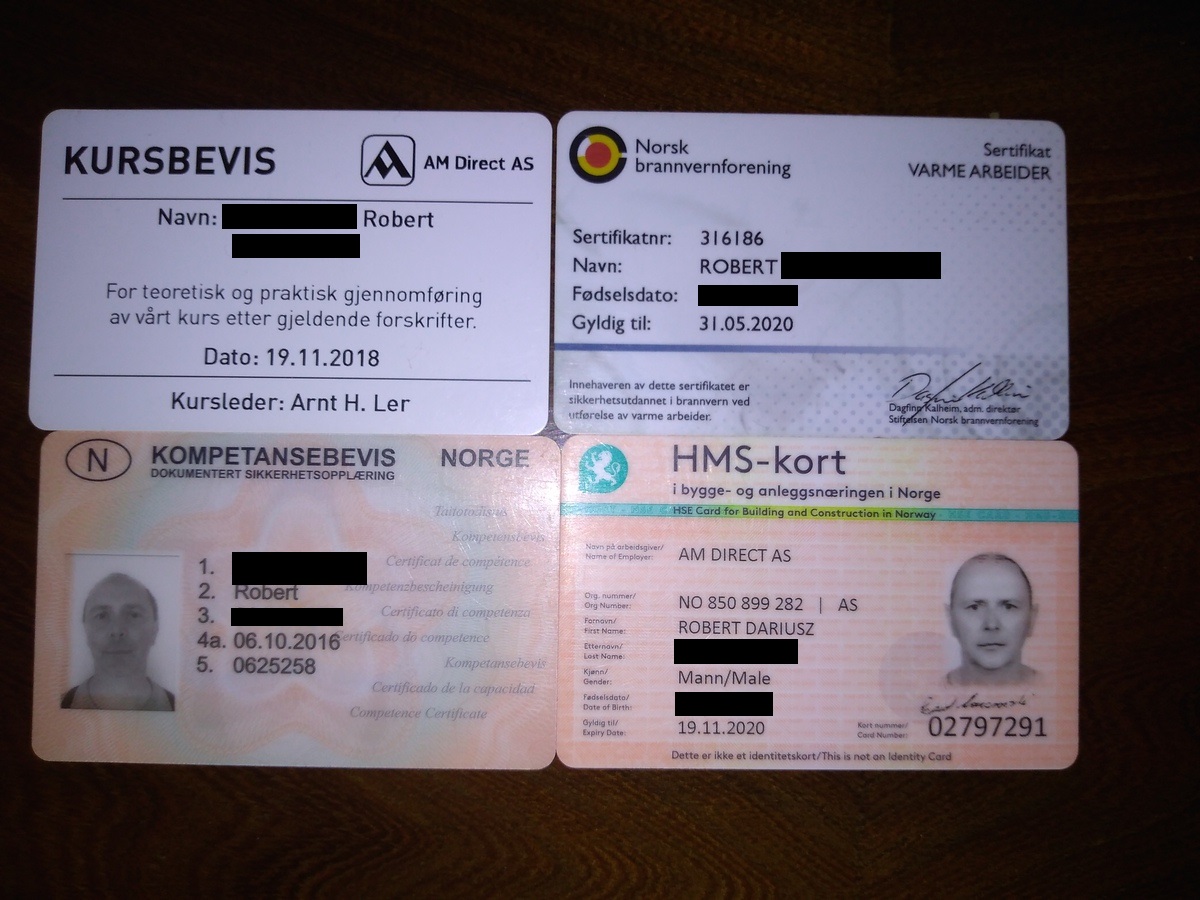 KURSBEVIS
AM Direct AS
Navn: Robert
For teoretisk og praktisk gjennomføring
av vårt kurs etter gjeldende forskrifter.
Dato: 19.11.2018
Kursleder: Arnt H. Ler
Norsk
brannvernforening
Sertifikat
VARME ARBEIDER
Sertifikatnr: 316186
Navn: ROBERT
Fødselsdato:
Gyldig til: 31.05.2020
Innehaveren av dette sertifikatet er
sikkerhetsutdannet i brannvern ved
utførelse av varme arbeider.
Dagfinn Kalheim, adm. direktør
Stiftelsen Norsk brannvernforening
N
KOMPETANSEBEVIS
NORGE
DOKUMENTERT SIKKERHETSOPPLÆRING
Kompetansbevis
1.
Certificat de compétence
2. Robert
Kompetenzbescheinigung
3.
Certificato di competenza
4a. 06.10.2016
Certificado de competence
5. 0625258
Kompetansebevis
Certificado de la capacidad
Competence Certificate
HMS-kort
i bygge- og anleggsnæringen i Norge
HSE Card for Building and Construction in Norway
Navn på arbeidsgiver/
Name of Employer:
AM DIRECT AS
Org. nummer/
Org Number:
NO 850 899 282 | AS
Fornavn/
First Name:
ROBERT DARIUSZ
Etternavn/
Last Name:
Kjønn/
Gender:
Mann/Male
Fødselsdato/
Date of Birth:
Gyldig til/
Expiry Date:
19.11.2020
Kort nummer/
Card Number:
02797291
Dette er ikke et identitetskort/This is not an Identity Card